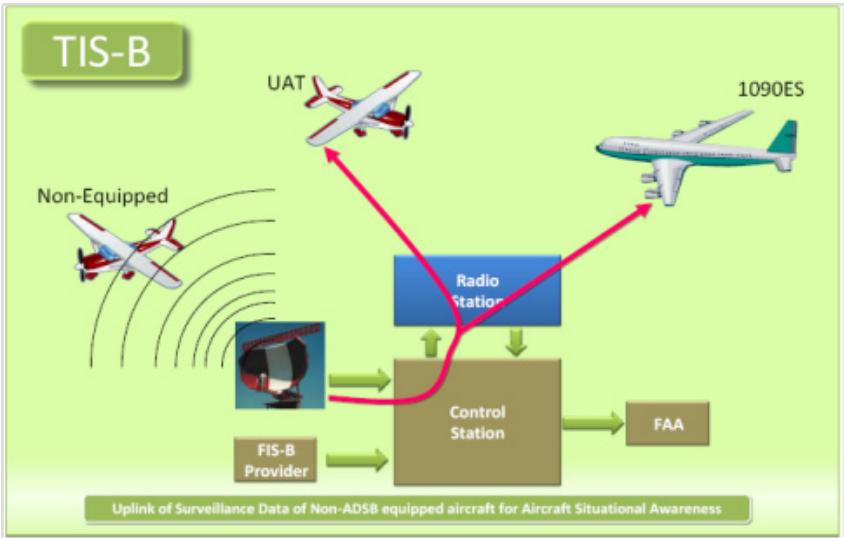 TIS-B
UAT
1090ES
Non-Equipped
Radio
Station
Control
Station
FAA
FIS-B
Provider
Uplink of Surveillance Data of Non-ADSB equipped aircraft for Aircraft Situational Awareness